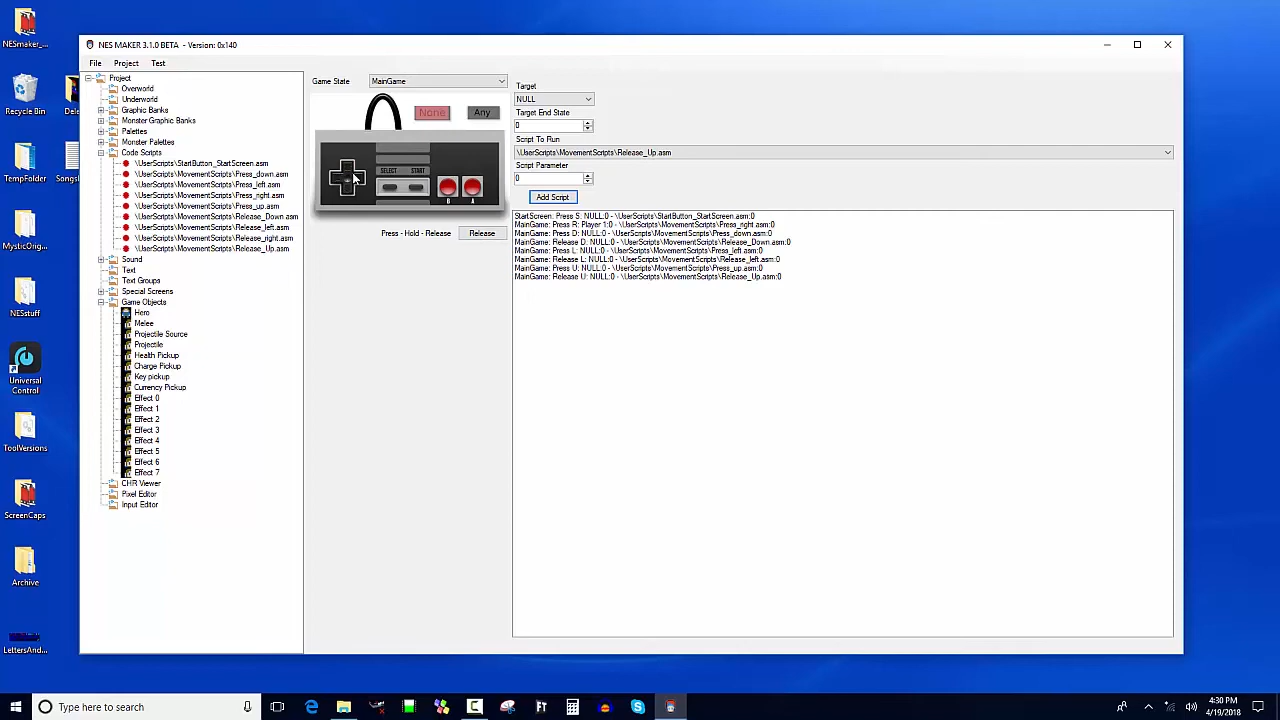 NESmaker_...
Recycle Bin
Dele
TempFolder
Songsl
MysticOrig...
NESstuff
Universal
Control
ToolVersions
ScreenCaps
Archive
LettersAnd...
NES MAKER 3.1.0 BETA - Version: 0x140
File
Project
Test
Project
Overworld
Underworld
Graphic Banks
Monster Graphic Banks
Palettes
Monster Palettes
Code Scripts
\UserScripts\StartButton_StartScreen.asm
\UserScripts\MovementScripts\Press_down.asm
\UserScripts\MovementScripts\Press_left.asm
\UserScripts\MovementScripts\Press_right.asm
\UserScripts\MovementScripts\Press_up.asm
\UserScripts\MovementScripts\Release_Down.asm
\UserScripts\MovementScripts\Release_left.asm
\UserScripts\MovementScripts\Release_right.asm
\UserScripts\MovementScripts\Release_Up.asm
Sound
Text
Text Groups
Special Screens
Game Objects
Hero
Melee
Projectile Source
Projectile
Health Pickup
Charge Pickup
Key pickup
Currency Pickup
Effect 0
Effect 1
Effect 2
Effect 3
Effect 4
Effect 5
Effect 6
Effect 7
CHR Viewer
Pixel Editor
Input Editor
Game State
MainGame
None
Any
SELECT START
B A
Press - Hold - Release
Release
Target
NULL
Target End State
0
Script To Run
\UserScripts\MovementScripts\Release_Up.asm
Script Parameter
0
Add Script
StartScreen: Press S: NULL:0 - \UserScripts\StartButton_StartScreen.asm:0
MainGame: Press R: Player 1:0 - \UserScripts\MovementScripts\Press_right.asm:0
MainGame: Press D: NULL:0 - \UserScripts\MovementScripts\Press_down.asm:0
MainGame: Release D: NULL:0 - \UserScripts\MovementScripts\Release_Down.asm:0
MainGame: Press L: NULL:0 - \UserScripts\MovementScripts\Press_left.asm:0
MainGame: Release L: NULL:0 - \UserScripts\MovementScripts\Release_left.asm:0
MainGame: Press U: NULL:0 - \UserScripts\MovementScripts\Press_up.asm:0
MainGame: Release U: NULL:0 - \UserScripts\MovementScripts\Release_Up.asm:0
Type here to search
4:30 PM
4/19/2018